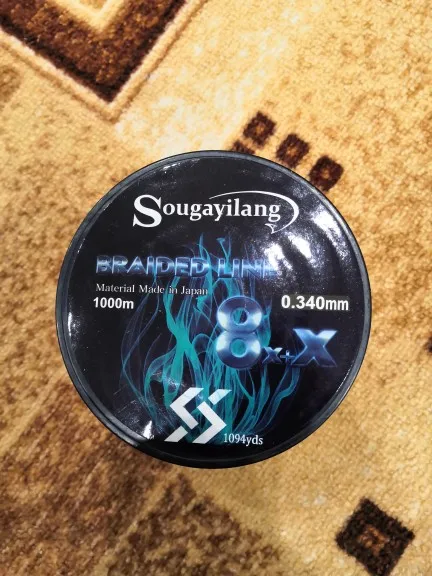 Sougayilang
BRAIDED LINE
Material Made in Japan
1000m
0.340mm
8X+X
1094yds